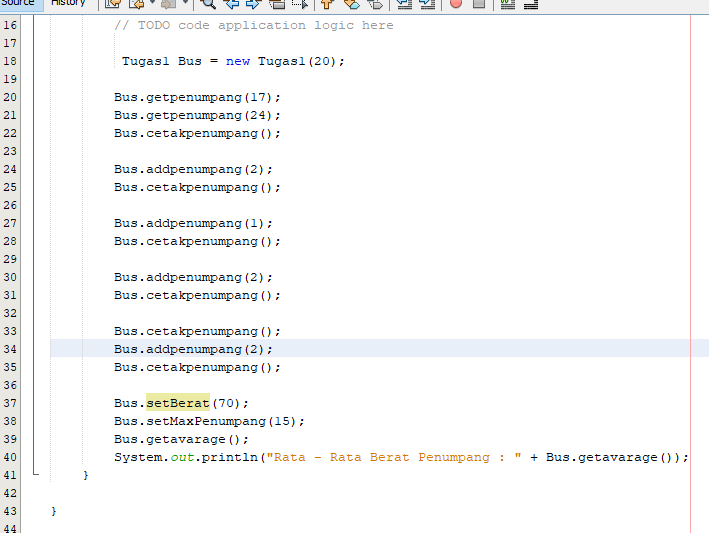 Source History
16 // TODO code application logic here
17
18 Tugas1 Bus = new Tugas1(20);
19
20 Bus.getpenumpang(17);
21 Bus.getpenumpang(24);
22 Bus.cetakpenumpang();
23
24 Bus.addpenumpang(2);
25 Bus.cetakpenumpang();
26
27 Bus.addpenumpang(1);
28 Bus.cetakpenumpang();
29
30 Bus.addpenumpang(2);
31 Bus.cetakpenumpang();
32
33 Bus.cetakpenumpang();
34 Bus.addpenumpang(2);
35 Bus.cetakpenumpang();
36
37 Bus.setBerat(70);
38 Bus.setMaxPenumpang(15);
39 Bus.getavarage();
40 System.out.println("Rata - Rata Berat Penumpang : " + Bus.getavarage());
41 }
42
43 }
44